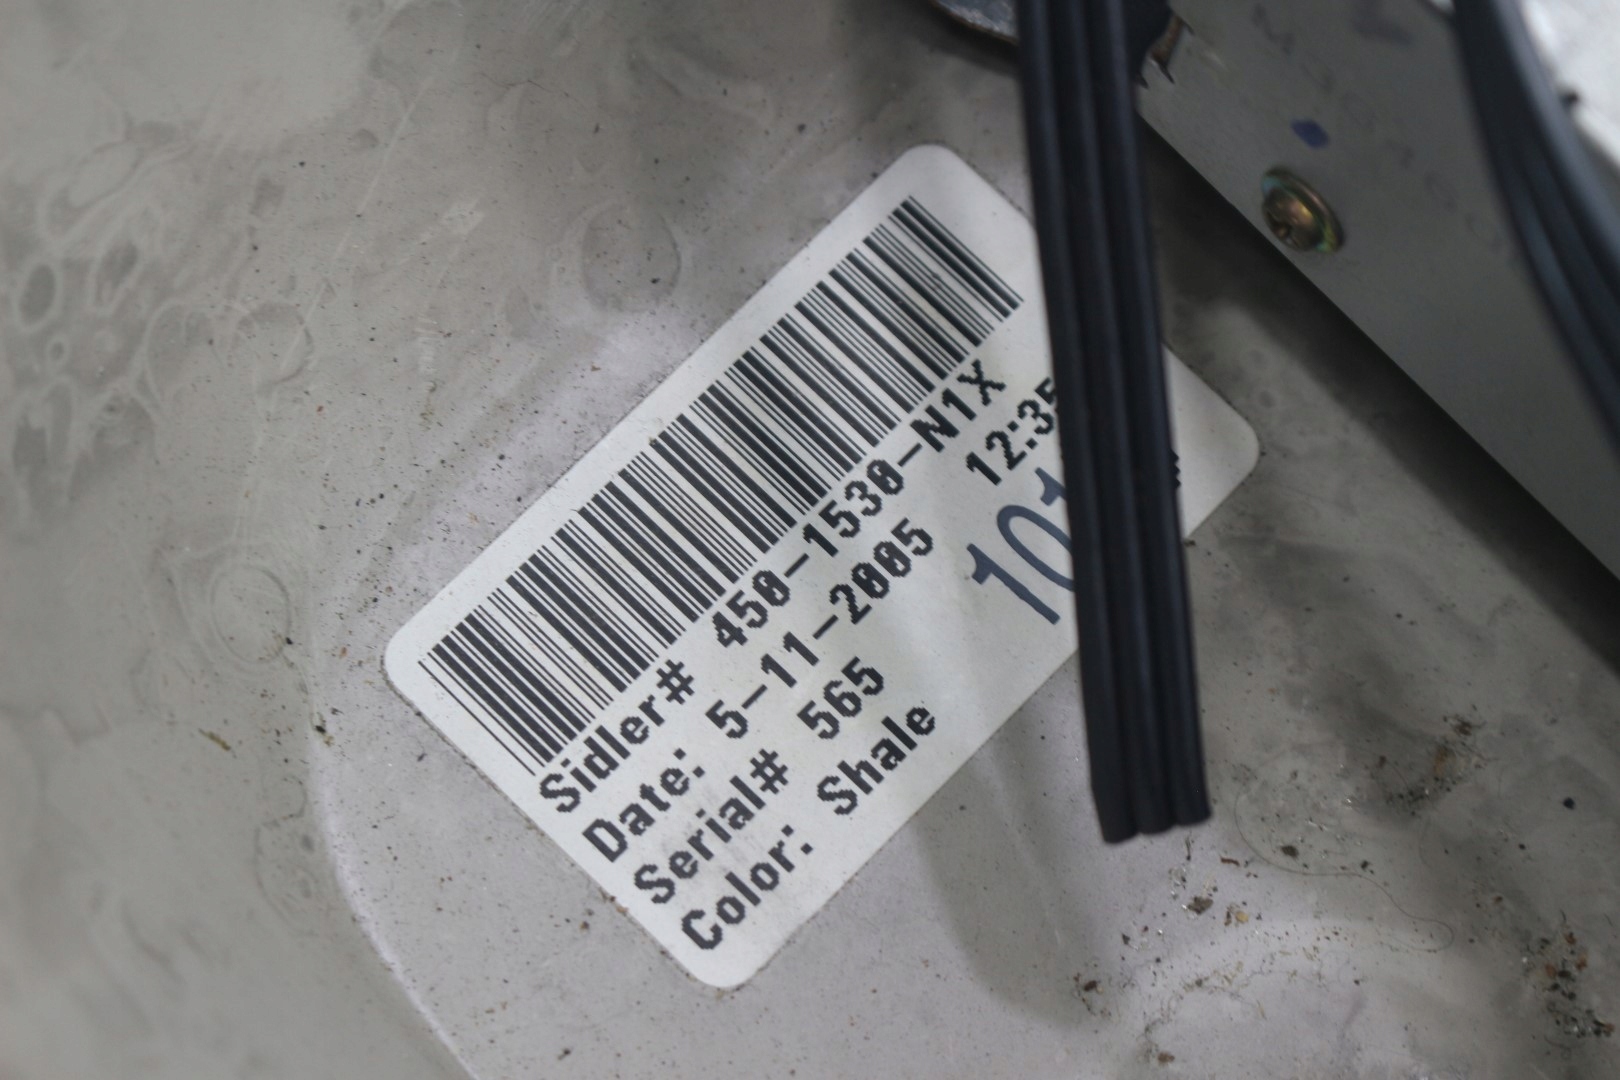 Sidler# 450-1530-N1X
Date: 5-11-2005 12:35
Serial# 565
Color: Shale